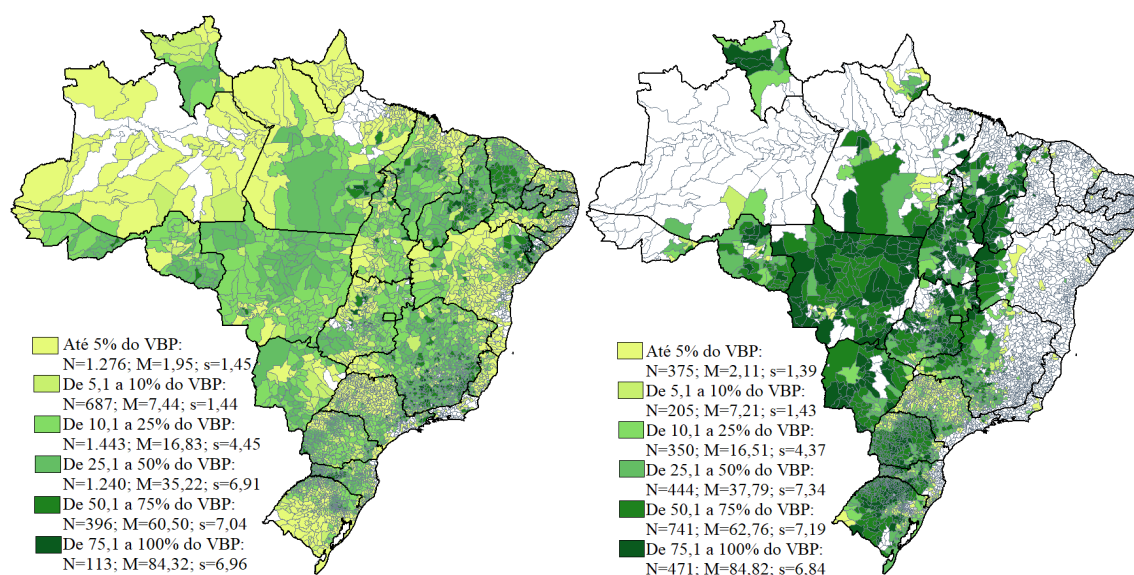 Até 5% do VBP:
N=1.276; M=1,95; s=1,45
De 5,1 a 10% do VBP:
N=687; M=7,44; s=1,44
De 10,1 a 25% do VBP:
N=1.443; M=16,83; s=4,45
De 25,1 a 50% do VBP:
N=1.240; M=35,22; s=6,91
De 50,1 a 75% do VBP:
N=396; M=60,50; s=7,04
De 75,1 a 100% do VBP:
N=113; M=84,32; s=6,96
Até 5% do VBP:
N=375; M=2,11; s=1,39
De 5,1 a 10% do VBP:
N=205; M=7,21; s=1,43
De 10,1 a 25% do VBP:
N=350; M=16,51; s=4,37
De 25,1 a 50% do VBP:
N=444; M=37,79; s=7,34
De 50,1 a 75% do VBP:
N=741; M=62,76; s=7,19
De 75,1 a 100% do VBP:
N=471; M=84,82; s=6,84